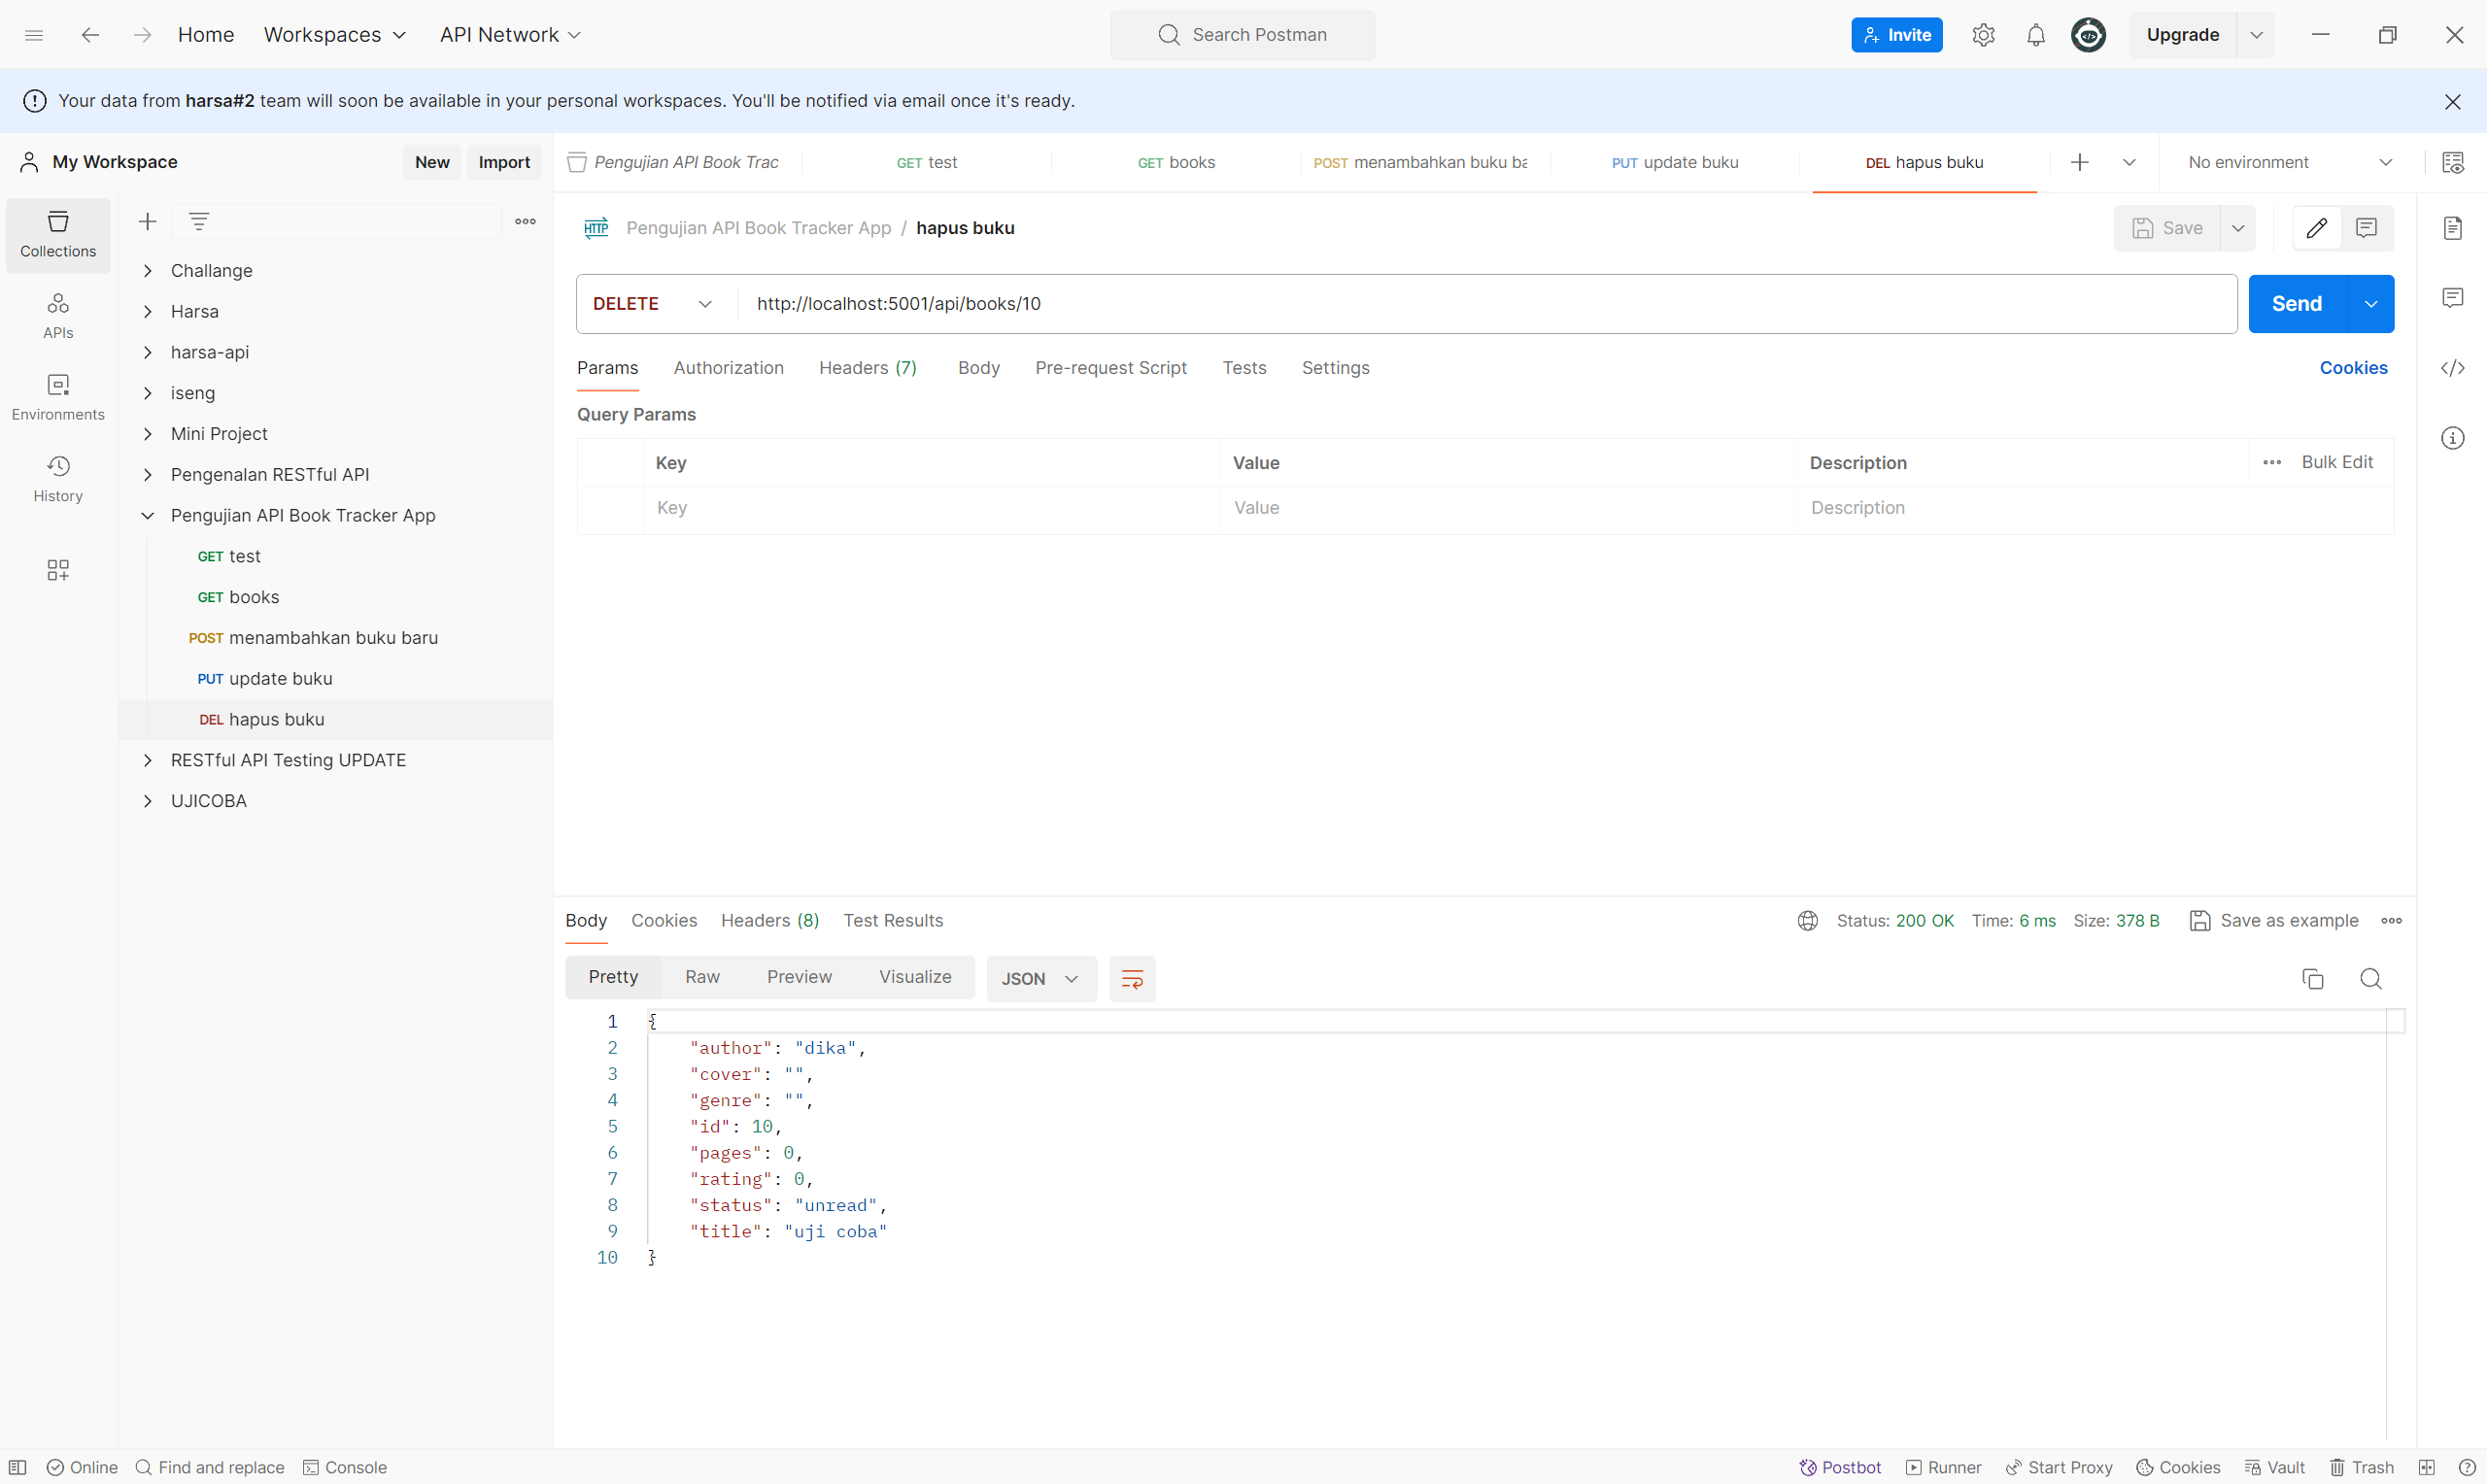 Home Workspaces API Network Search Postman Invite Upgrade
Your data from harsa#2 team will soon be available in your personal workspaces. You'll be notified via email once it's ready.
My Workspace New Import
Pengujian API Book Trac GET test GET books POST menambahkan buku ba PUT update buku DEL hapus buku No environment
Collections
APIs
Environments
History
Challange
Harsa
harsa-api
iseng
Mini Project
Pengenalan RESTful API
Pengujian API Book Tracker App
GET test
GET books
POST menambahkan buku baru
PUT update buku
DEL hapus buku
RESTful API Testing UPDATE
UJICOBA
HTTP Pengujian API Book Tracker App / hapus buku Save
DELETE http://localhost:5001/api/books/10 Send
Params Authorization Headers (7) Body Pre-request Script Tests Settings Cookies
Query Params
Key Value Description Bulk Edit
Key Value Description
Body Cookies Headers (8) Test Results Status: 200 OK Time: 6 ms Size: 378 B Save as example
Pretty Raw Preview Visualize JSON
1 {
2 "author": "dika",
3 "cover": "",
4 "genre": "",
5 "id": 10,
6 "pages": 0,
7 "rating": 0,
8 "status": "unread",
9 "title": "uji coba"
10 }
Online Find and replace Console Postbot Runner Start Proxy Cookies Vault Trash